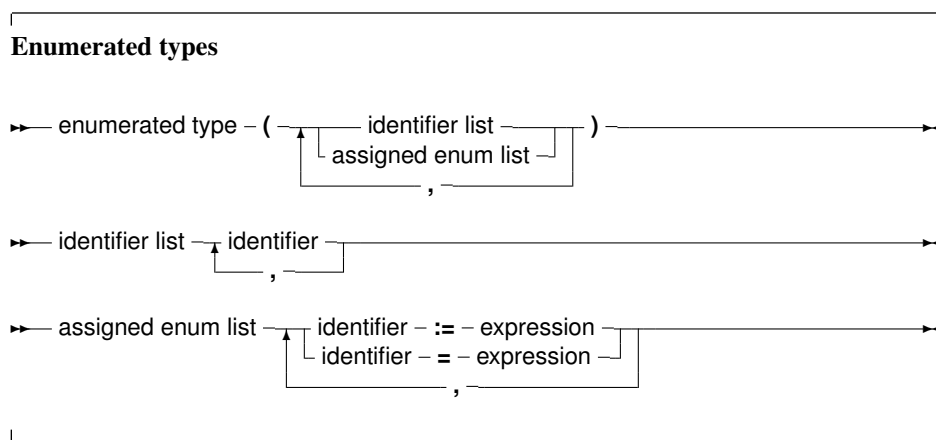 Enumerated types
enumerated type ( identifier list )
assigned enum list
,
identifier list identifier
,
assigned enum list identifier := expression
identifier = expression
,